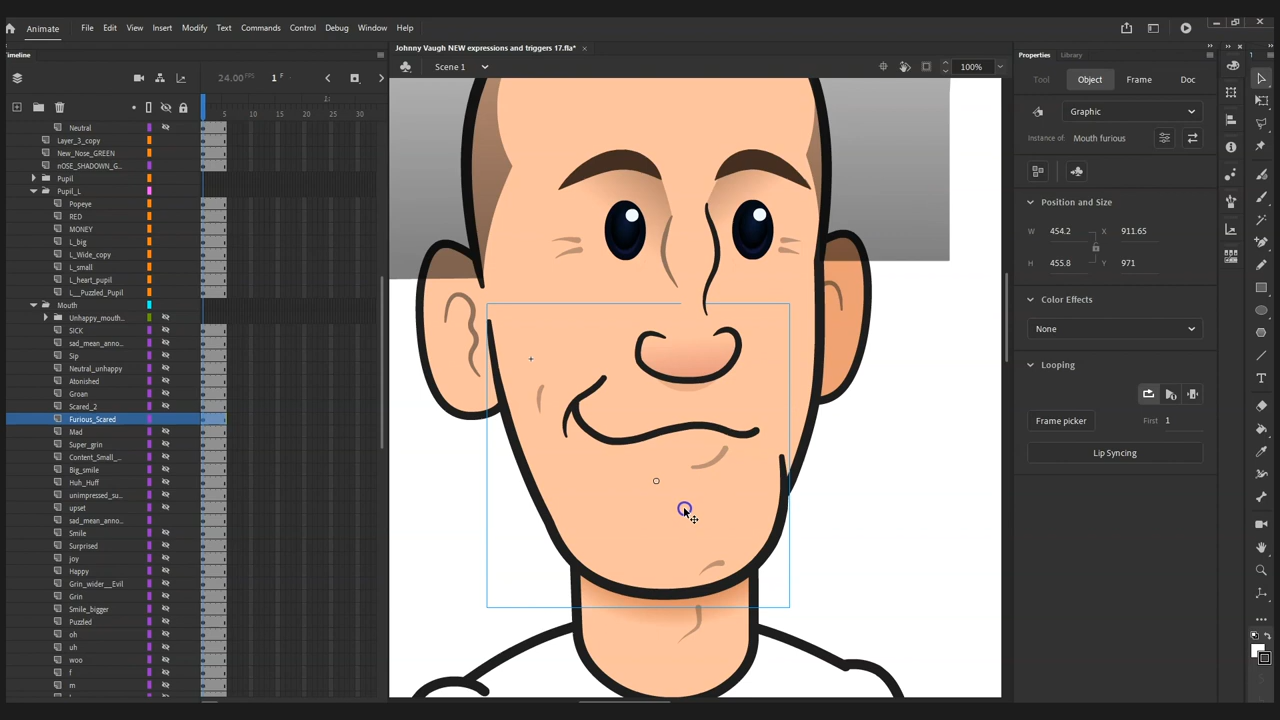 Animate File Edit View Insert Modify Text Commands Control Debug Window Help
Timeline
Johnny Vaugh NEW expressions and triggers 17.fla* ×
Properties Library
24.00 FPS 1 F
Scene 1 100%
Tool Object Frame Doc
5 10 15 20 25 30
Graphic
Instance of: Mouth furious
Position and Size
W 454.2 X 911.65
H 455.8 Y 971
Color Effects
None
Looping
Frame picker First 1
Lip Syncing
Neutral
Layer_3_copy
New_Nose_GREEN
nOSE_SHADOW_G...
Pupil
Pupil_L
Popeye
RED
MONEY
L_big
L_Wide_copy
L_small
L_heart_pupil
L__Puzzled_Pupil
Mouth
Unhappy_mouth...
SICK
sad_mean_anno...
Sip
Neutral_unhappy
Atonished
Groan
Scared_2
Furious_Scared
Mad
Super_grin
Content_Small_...
Big_smile
Huh_Huff
unimpressed_su...
upset
sad_mean_anno...
Smile
Surprised
joy
Happy
Grin_wider__Evil
Grin
Smile_bigger
Puzzled
oh
uh
woo
f
m